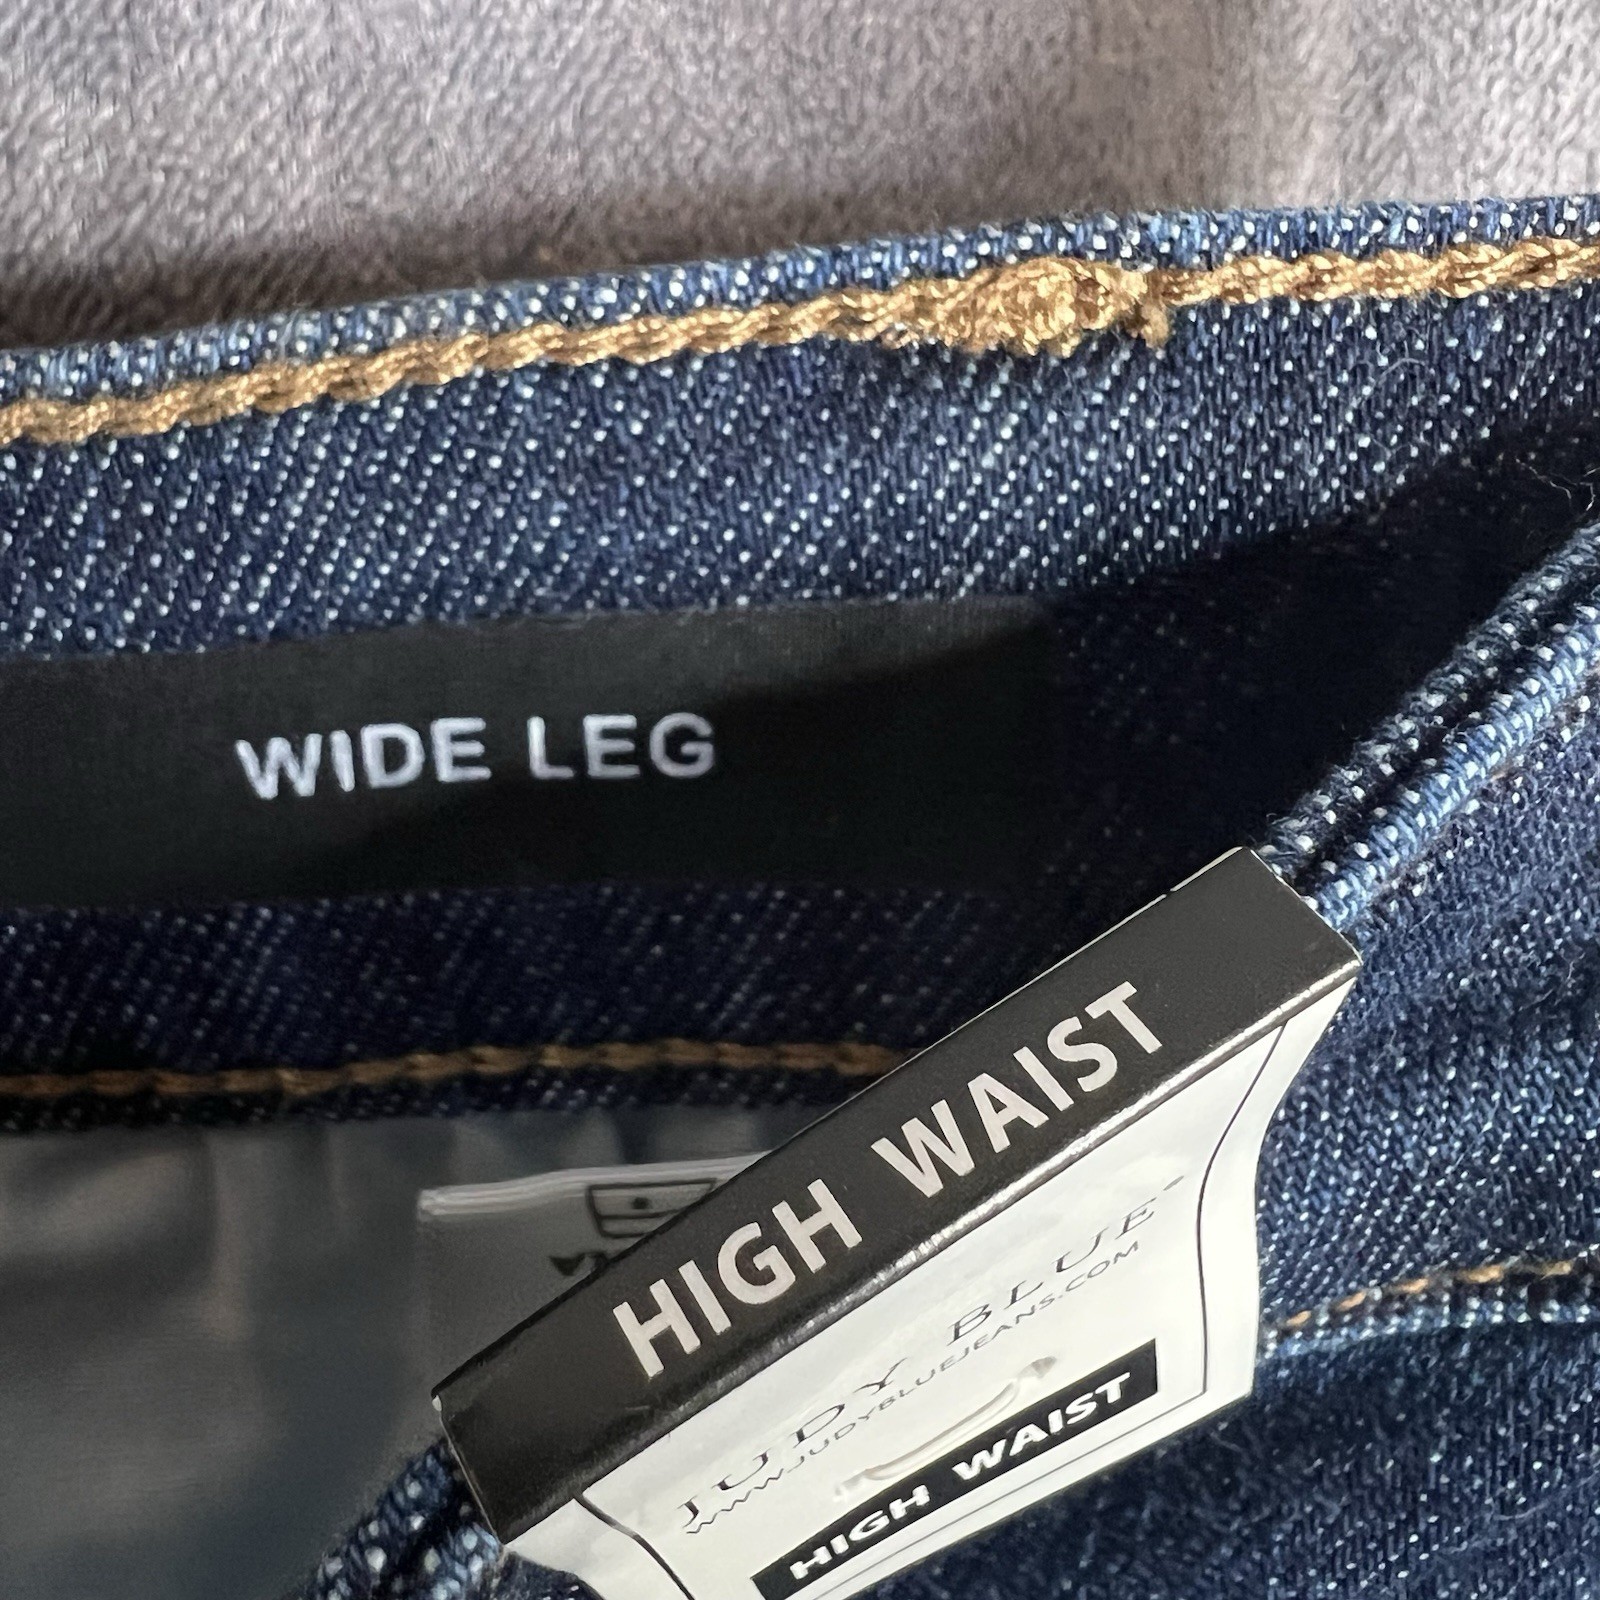 WIDE LEG
HIGH WAIST
JUDY BLUE
WWW.JUDYBLUEJEANS.COM
HIGH WAIST